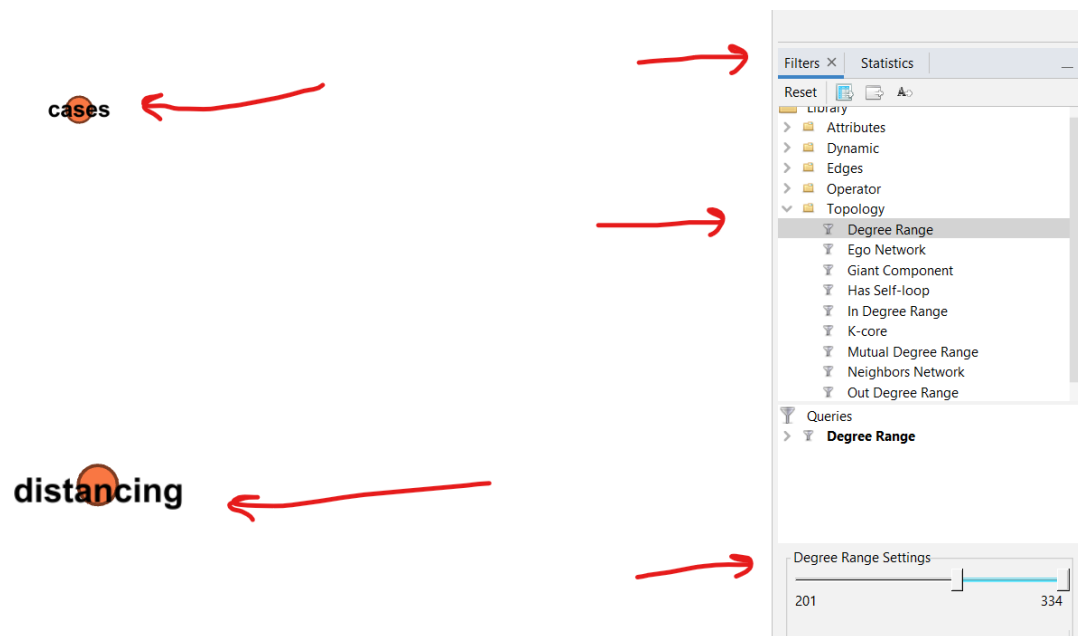 cases
distancing
Filters Statistics
Reset
Library
Attributes
Dynamic
Edges
Operator
Topology
Degree Range
Ego Network
Giant Component
Has Self-loop
In Degree Range
K-core
Mutual Degree Range
Neighbors Network
Out Degree Range
Queries
Degree Range
Degree Range Settings
201 334